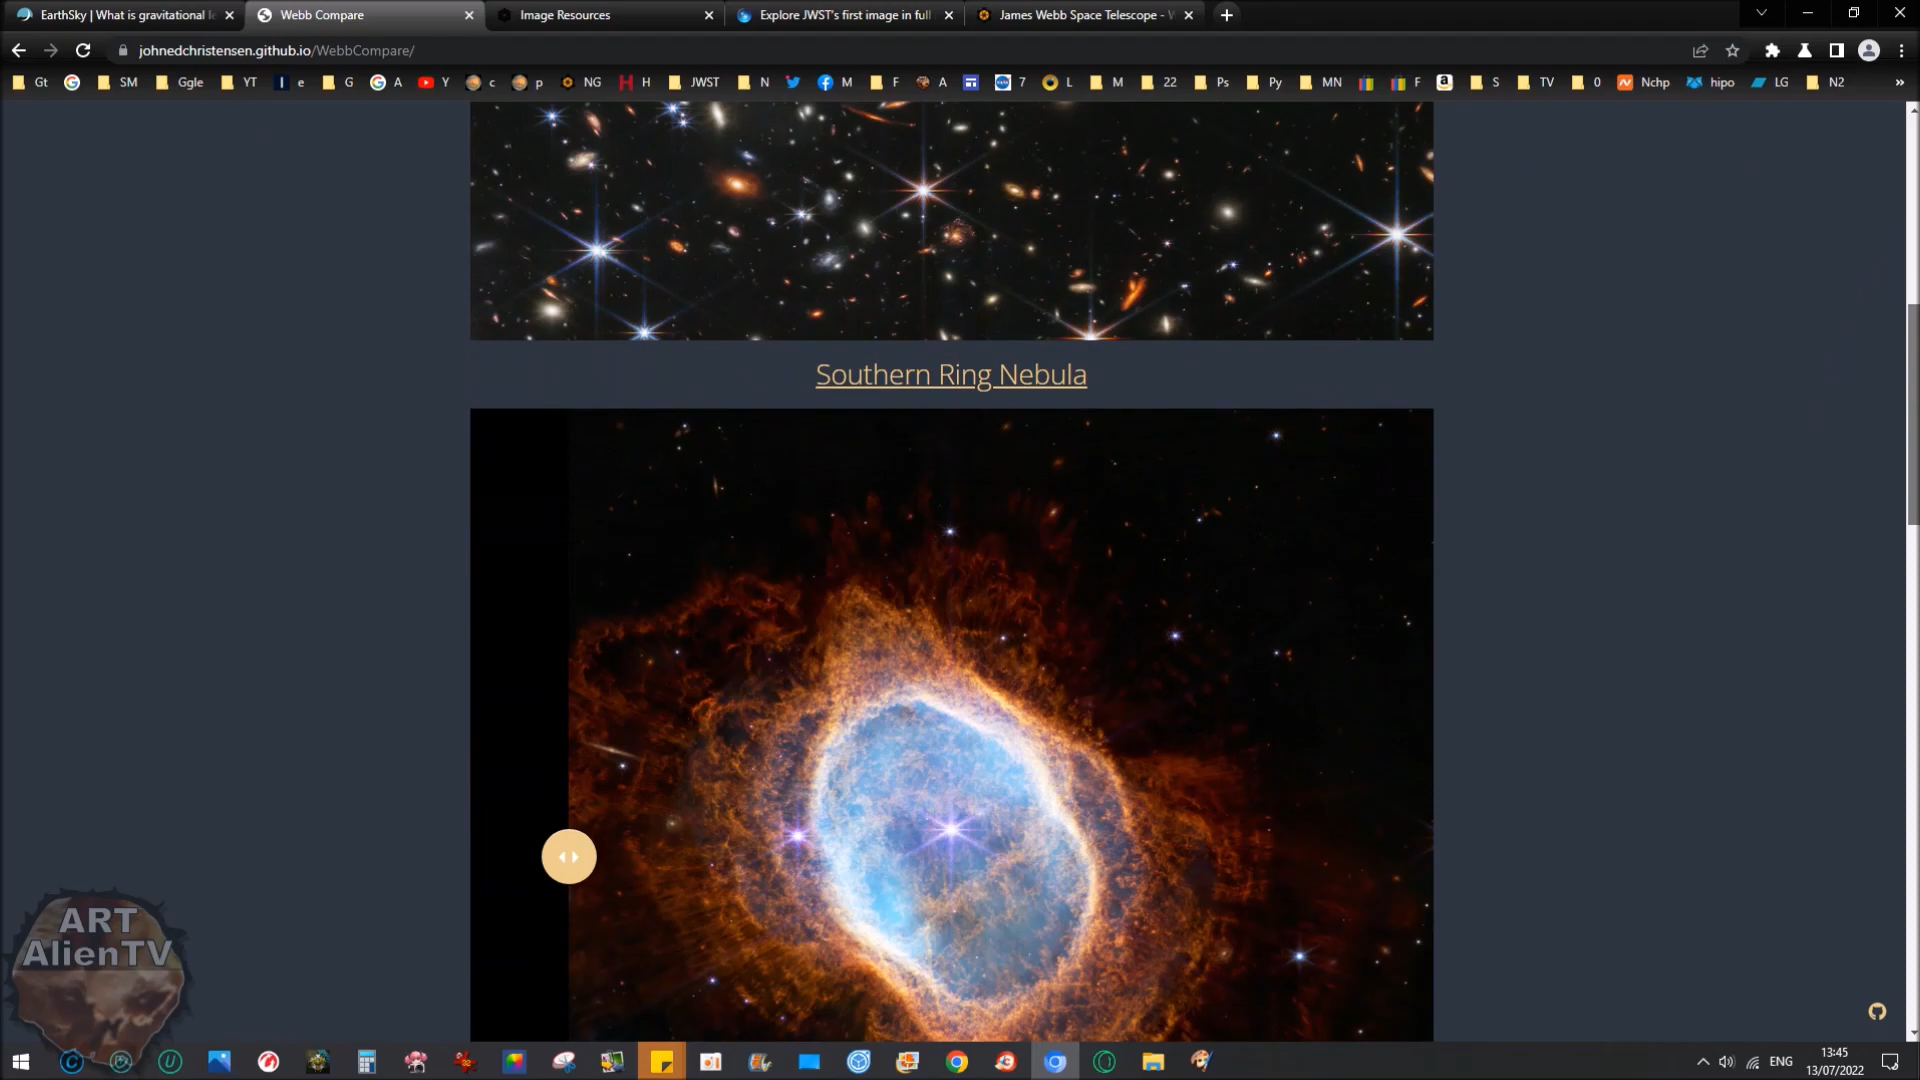 EarthSky | What is gravitational le
Webb Compare
Image Resources
Explore JWST's first image in full
James Webb Space Telescope - W
johnedchristensen.github.io/WebbCompare/
Gt
SM
Ggle
YT
e
G
A
Y
c
p
NG
H
JWST
N
M
F
A
7
L
M
22
Ps
Py
MN
F
S
TV
0
Nchp
hipo
LG
N2
Southern Ring Nebula
ART
AlienTV
ENG
13:45
13/07/2022